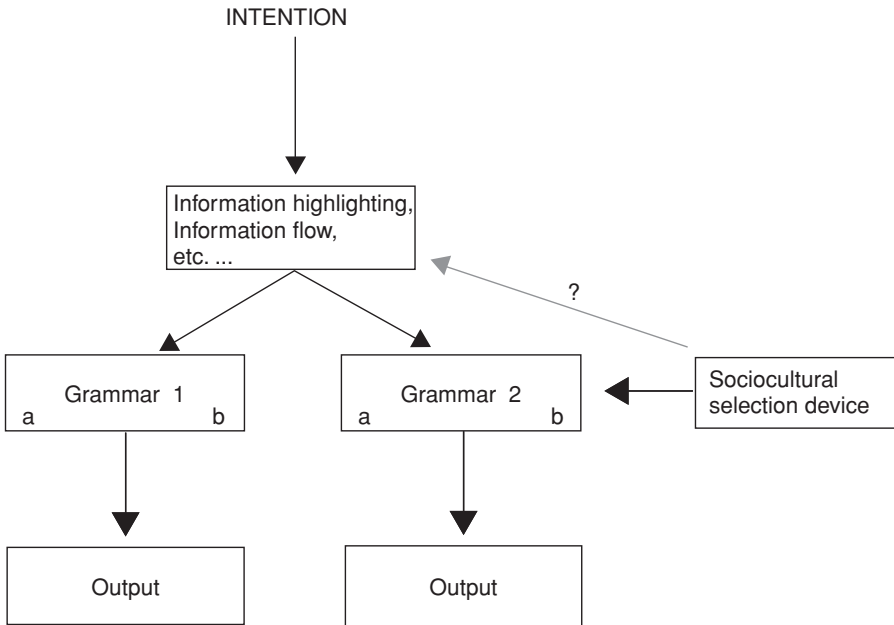 INTENTION
Information highlighting,
Information flow,
etc. ...
?
Grammar 1
a b
Grammar 2
a b
Sociocultural
selection device
Output
Output